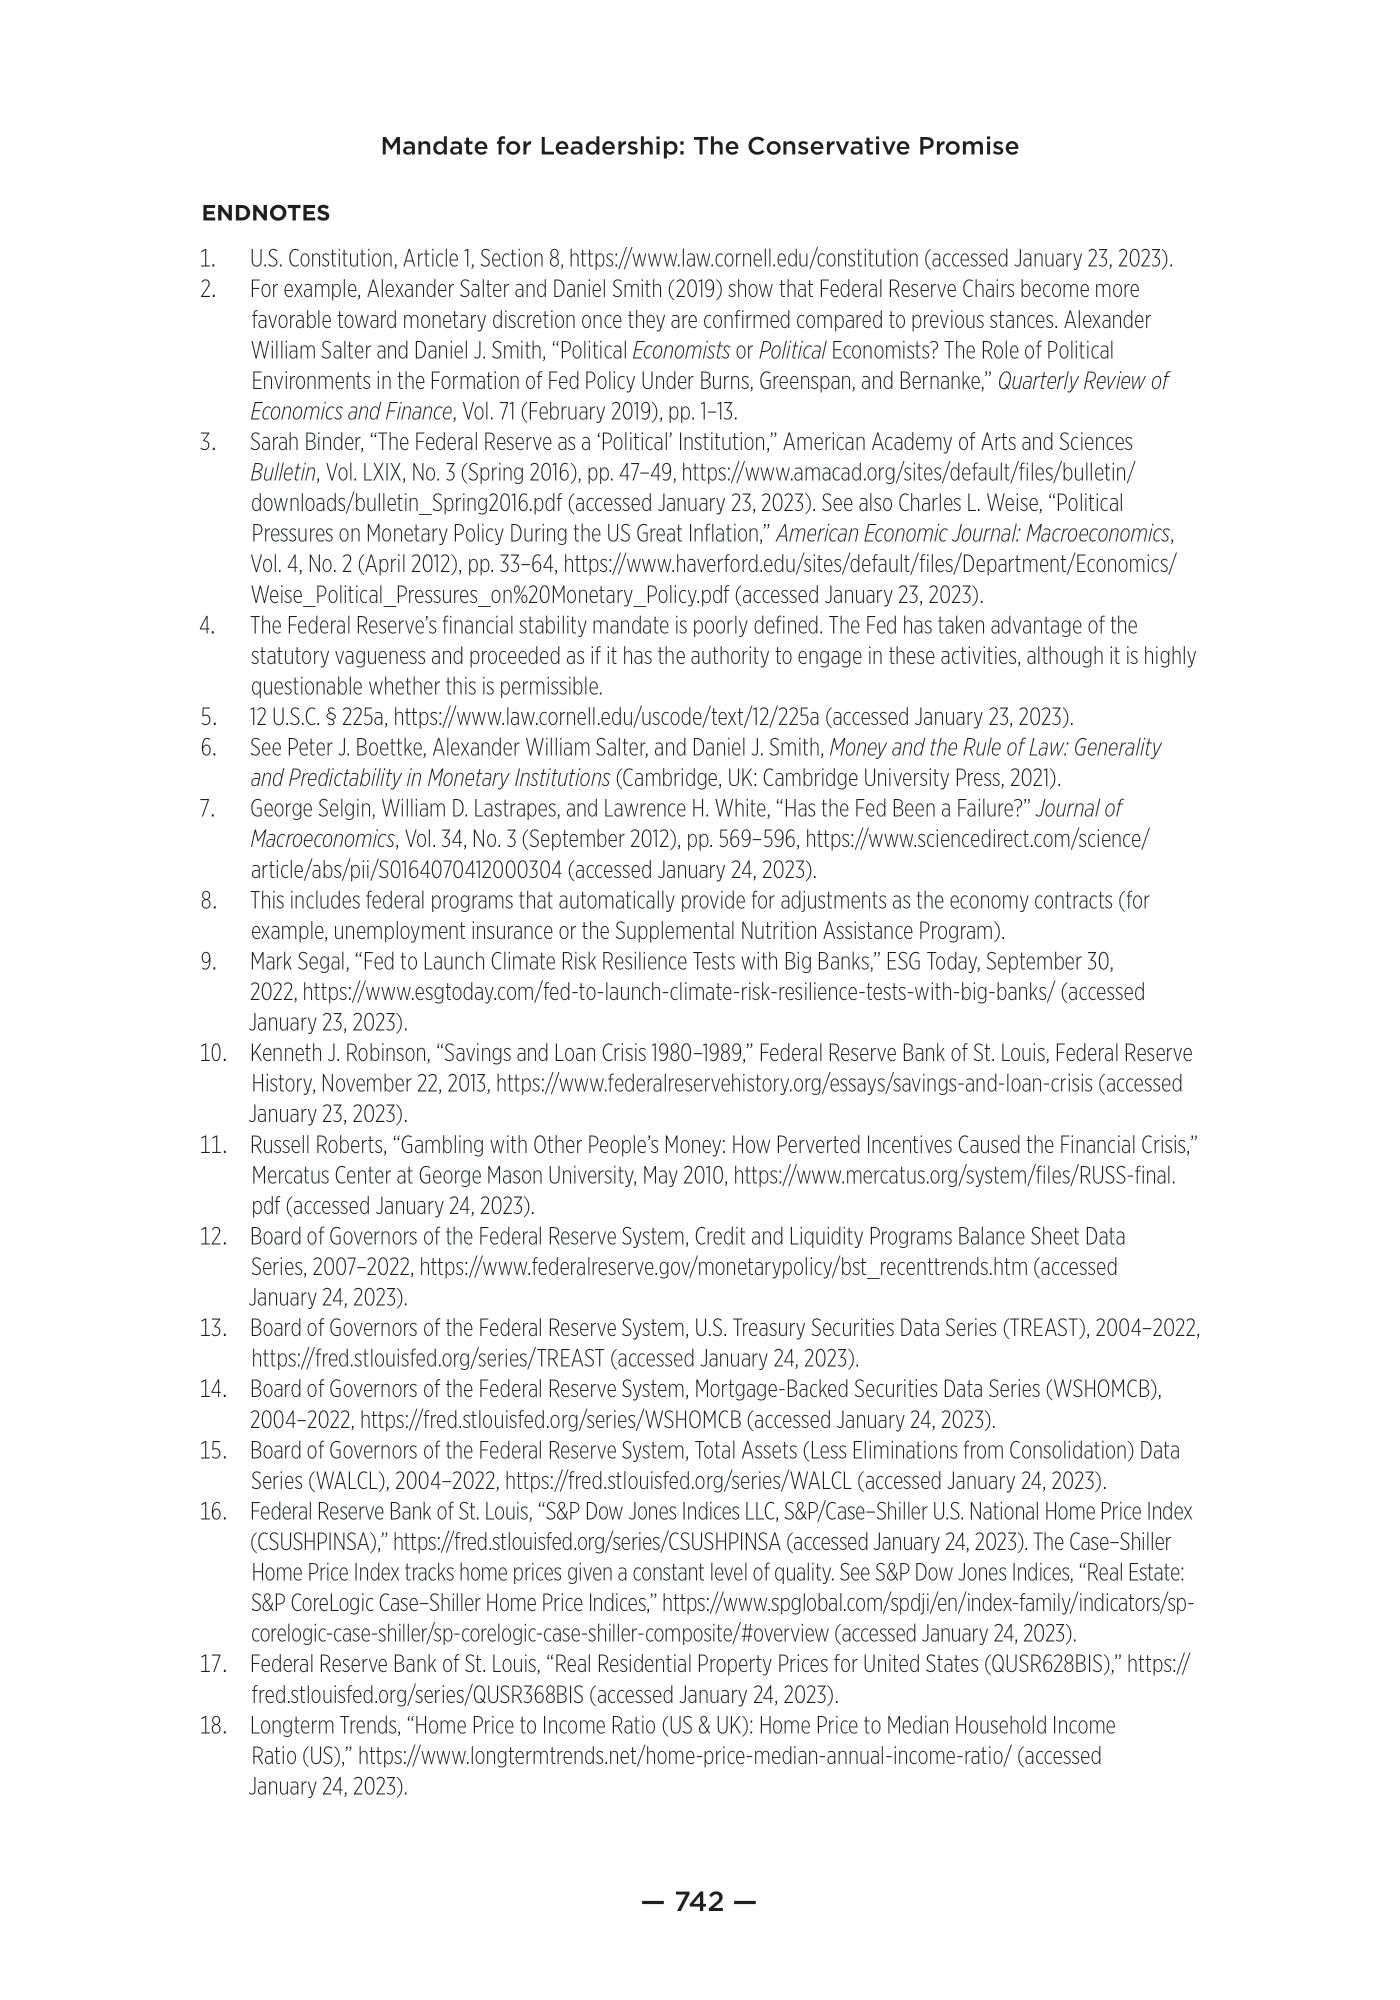 Mandate for Leadership: The Conservative Promise
ENDNOTES
1. U.S. Constitution, Article 1, Section 8, https://www.law.cornell.edu/constitution (accessed January 23, 2023).
2. For example, Alexander Salter and Daniel Smith (2019) show that Federal Reserve Chairs become more
favorable toward monetary discretion once they are confirmed compared to previous stances. Alexander
William Salter and Daniel J. Smith, “Political Economists or Political Economists? The Role of Political
Environments in the Formation of Fed Policy Under Burns, Greenspan, and Bernanke,” Quarterly Review of
Economics and Finance, Vol. 71 (February 2019), pp. 1–13.
3. Sarah Binder, “The Federal Reserve as a ‘Political’ Institution,” American Academy of Arts and Sciences
Bulletin, Vol. LXIX, No. 3 (Spring 2016), pp. 47–49, https://www.amacad.org/sites/default/files/bulletin/
downloads/bulletin_Spring2016.pdf (accessed January 23, 2023). See also Charles L. Weise, “Political
Pressures on Monetary Policy During the US Great Inflation,” American Economic Journal: Macroeconomics,
Vol. 4, No. 2 (April 2012), pp. 33–64, https://www.haverford.edu/sites/default/files/Department/Economics/
Weise_Political_Pressures_on%20Monetary_Policy.pdf (accessed January 23, 2023).
4. The Federal Reserve’s financial stability mandate is poorly defined. The Fed has taken advantage of the
statutory vagueness and proceeded as if it has the authority to engage in these activities, although it is highly
questionable whether this is permissible.
5. 12 U.S.C. § 225a, https://www.law.cornell.edu/uscode/text/12/225a (accessed January 23, 2023).
6. See Peter J. Boettke, Alexander William Salter, and Daniel J. Smith, Money and the Rule of Law: Generality
and Predictability in Monetary Institutions (Cambridge, UK: Cambridge University Press, 2021).
7. George Selgin, William D. Lastrapes, and Lawrence H. White, “Has the Fed Been a Failure?” Journal of
Macroeconomics, Vol. 34, No. 3 (September 2012), pp. 569–596, https://www.sciencedirect.com/science/
article/abs/pii/S0164070412000304 (accessed January 24, 2023).
8. This includes federal programs that automatically provide for adjustments as the economy contracts (for
example, unemployment insurance or the Supplemental Nutrition Assistance Program).
9. Mark Segal, “Fed to Launch Climate Risk Resilience Tests with Big Banks,” ESG Today, September 30,
2022, https://www.esgtoday.com/fed-to-launch-climate-risk-resilience-tests-with-big-banks/ (accessed
January 23, 2023).
10. Kenneth J. Robinson, “Savings and Loan Crisis 1980–1989,” Federal Reserve Bank of St. Louis, Federal Reserve
History, November 22, 2013, https://www.federalreservehistory.org/essays/savings-and-loan-crisis (accessed
January 23, 2023).
11. Russell Roberts, “Gambling with Other People’s Money: How Perverted Incentives Caused the Financial Crisis,”
Mercatus Center at George Mason University, May 2010, https://www.mercatus.org/system/files/RUSS-final.
pdf (accessed January 24, 2023).
12. Board of Governors of the Federal Reserve System, Credit and Liquidity Programs Balance Sheet Data
Series, 2007–2022, https://www.federalreserve.gov/monetarypolicy/bst_recenttrends.htm (accessed
January 24, 2023).
13. Board of Governors of the Federal Reserve System, U.S. Treasury Securities Data Series (TREAST), 2004–2022,
https://fred.stlouisfed.org/series/TREAST (accessed January 24, 2023).
14. Board of Governors of the Federal Reserve System, Mortgage-Backed Securities Data Series (WSHOMCB),
2004–2022, https://fred.stlouisfed.org/series/WSHOMCB (accessed January 24, 2023).
15. Board of Governors of the Federal Reserve System, Total Assets (Less Eliminations from Consolidation) Data
Series (WALCL), 2004–2022, https://fred.stlouisfed.org/series/WALCL (accessed January 24, 2023).
16. Federal Reserve Bank of St. Louis, “S&P Dow Jones Indices LLC, S&P/Case–Shiller U.S. National Home Price Index
(CSUSHPINSA),” https://fred.stlouisfed.org/series/CSUSHPINSA (accessed January 24, 2023). The Case–Shiller
Home Price Index tracks home prices given a constant level of quality. See S&P Dow Jones Indices, “Real Estate:
S&P CoreLogic Case–Shiller Home Price Indices,” https://www.spglobal.com/spdji/en/index-family/indicators/sp-
corelogic-case-shiller/sp-corelogic-case-shiller-composite/#overview (accessed January 24, 2023).
17. Federal Reserve Bank of St. Louis, “Real Residential Property Prices for United States (QUSR628BIS),” https://
fred.stlouisfed.org/series/QUSR368BIS (accessed January 24, 2023).
18. Longterm Trends, “Home Price to Income Ratio (US & UK): Home Price to Median Household Income
Ratio (US),” https://www.longtermtrends.net/home-price-median-annual-income-ratio/ (accessed
January 24, 2023).
— 742 —